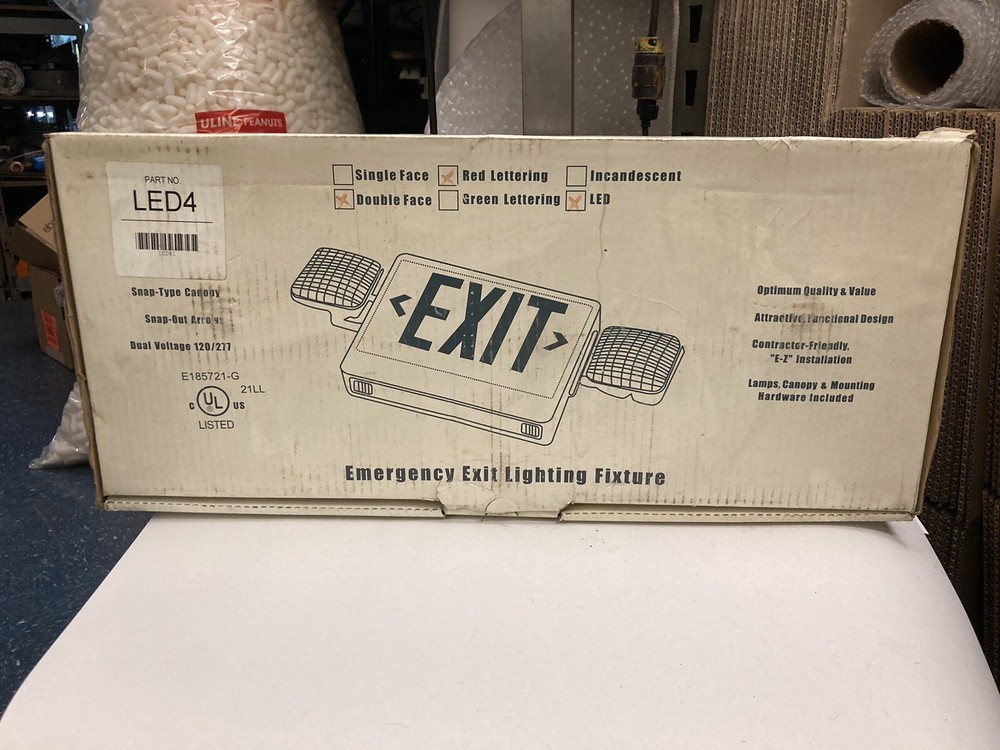 ULINE PEANUTS
PART NO.
LED4
Single Face
Red Lettering
Incandescent
Double Face
Green Lettering
LED
Snap-Type Canopy
Snap-Out Arrows
Dual Voltage 120/277
E185721-G
21LL
C UL US
LISTED
<EXIT>
Optimum Quality & Value
Attractive, Functional Design
Contractor-Friendly,
"E-Z" Installation
Lamps, Canopy & Mounting
Hardware Included
Emergency Exit Lighting Fixture